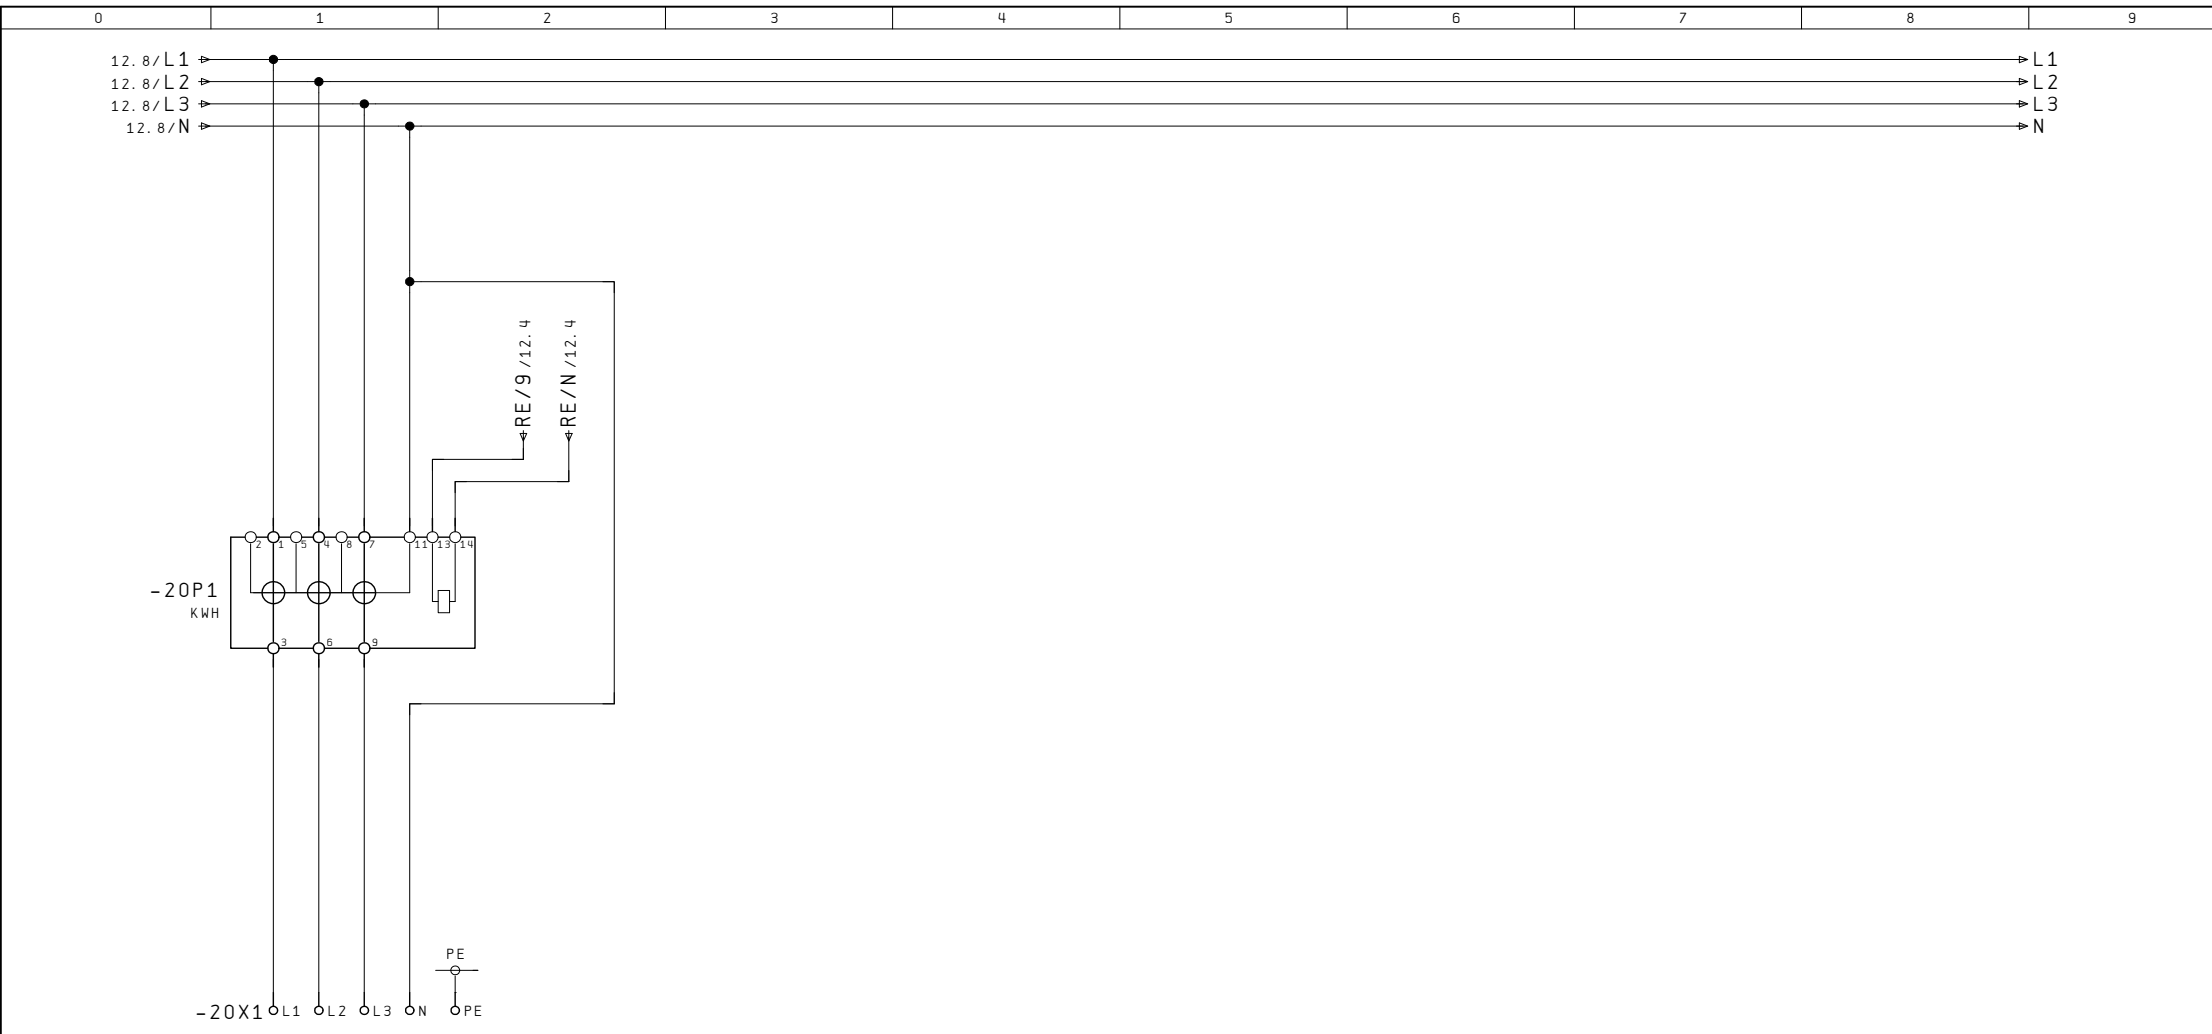 0 1 2 3 4 5 6 7 8 9
12.8/L1 L1
12.8/L2 L2
12.8/L3 L3
12.8/N N
RE/9/12.4
RE/N/12.4
2 1 5 4 8 7 11 13 14
-20P1
KWH
3 6 9
PE
-20X1 L1 L2 L3 N PE